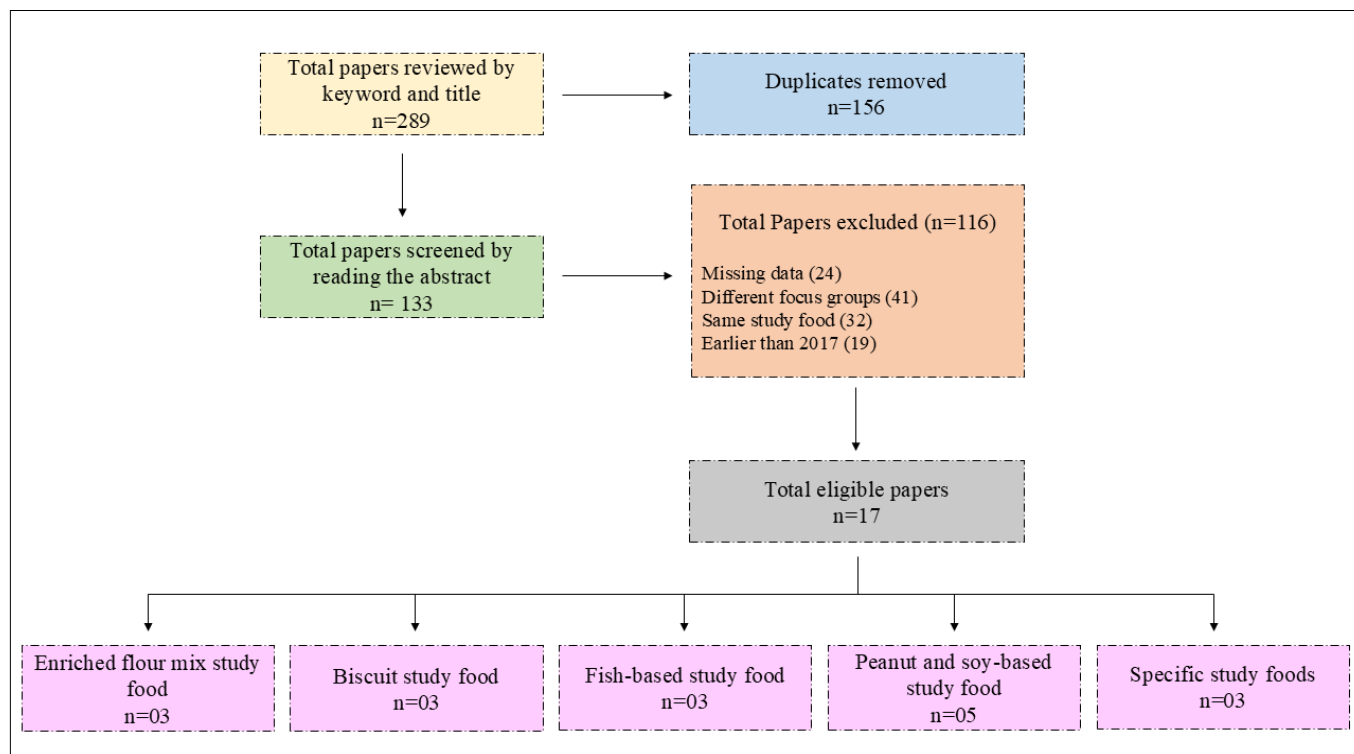 Total papers reviewed by
keyword and title
n=289
Duplicates removed
n=156
Total papers screened by
reading the abstract
n= 133
Total Papers excluded (n=116)
Missing data (24)
Different focus groups (41)
Same study food (32)
Earlier than 2017 (19)
Total eligible papers
n=17
Enriched flour mix study
food
n=03
Biscuit study food
n=03
Fish-based study food
n=03
Peanut and soy-based
study food
n=05
Specific study foods
n=03